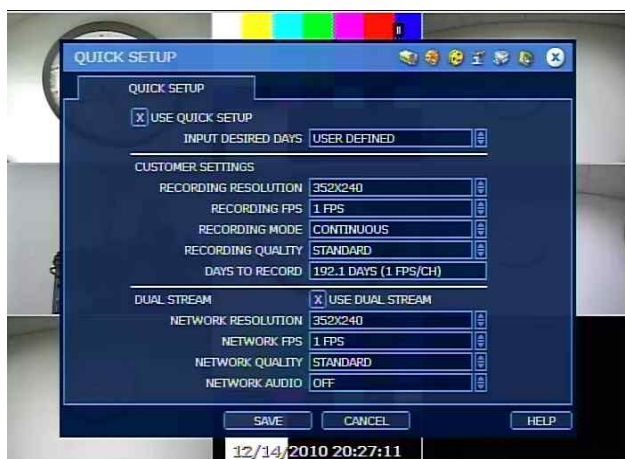 QUICK SETUP
QUICK SETUP
X USE QUICK SETUP
INPUT DESIRED DAYS USER DEFINED
CUSTOMER SETTINGS
RECORDING RESOLUTION 352X240
RECORDING FPS 1 FPS
RECORDING MODE CONTINUOUS
RECORDING QUALITY STANDARD
DAYS TO RECORD 192.1 DAYS (1 FPS/CH)
DUAL STREAM X USE DUAL STREAM
NETWORK RESOLUTION 352X240
NETWORK FPS 1 FPS
NETWORK QUALITY STANDARD
NETWORK AUDIO OFF
SAVE CANCEL HELP
12/14/2010 20:27:11